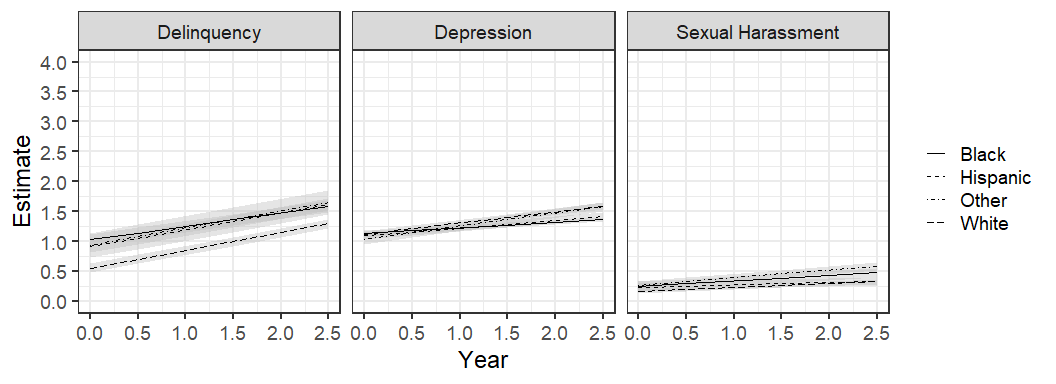 Delinquency Depression Sexual Harassment
Estimate
4.0
3.5
3.0
2.5
2.0
1.5
1.0
0.5
0.0
0.0 0.5 1.0 1.5 2.0 2.5 0.0 0.5 1.0 1.5 2.0 2.5 0.0 0.5 1.0 1.5 2.0 2.5
Year
Black
Hispanic
Other
White